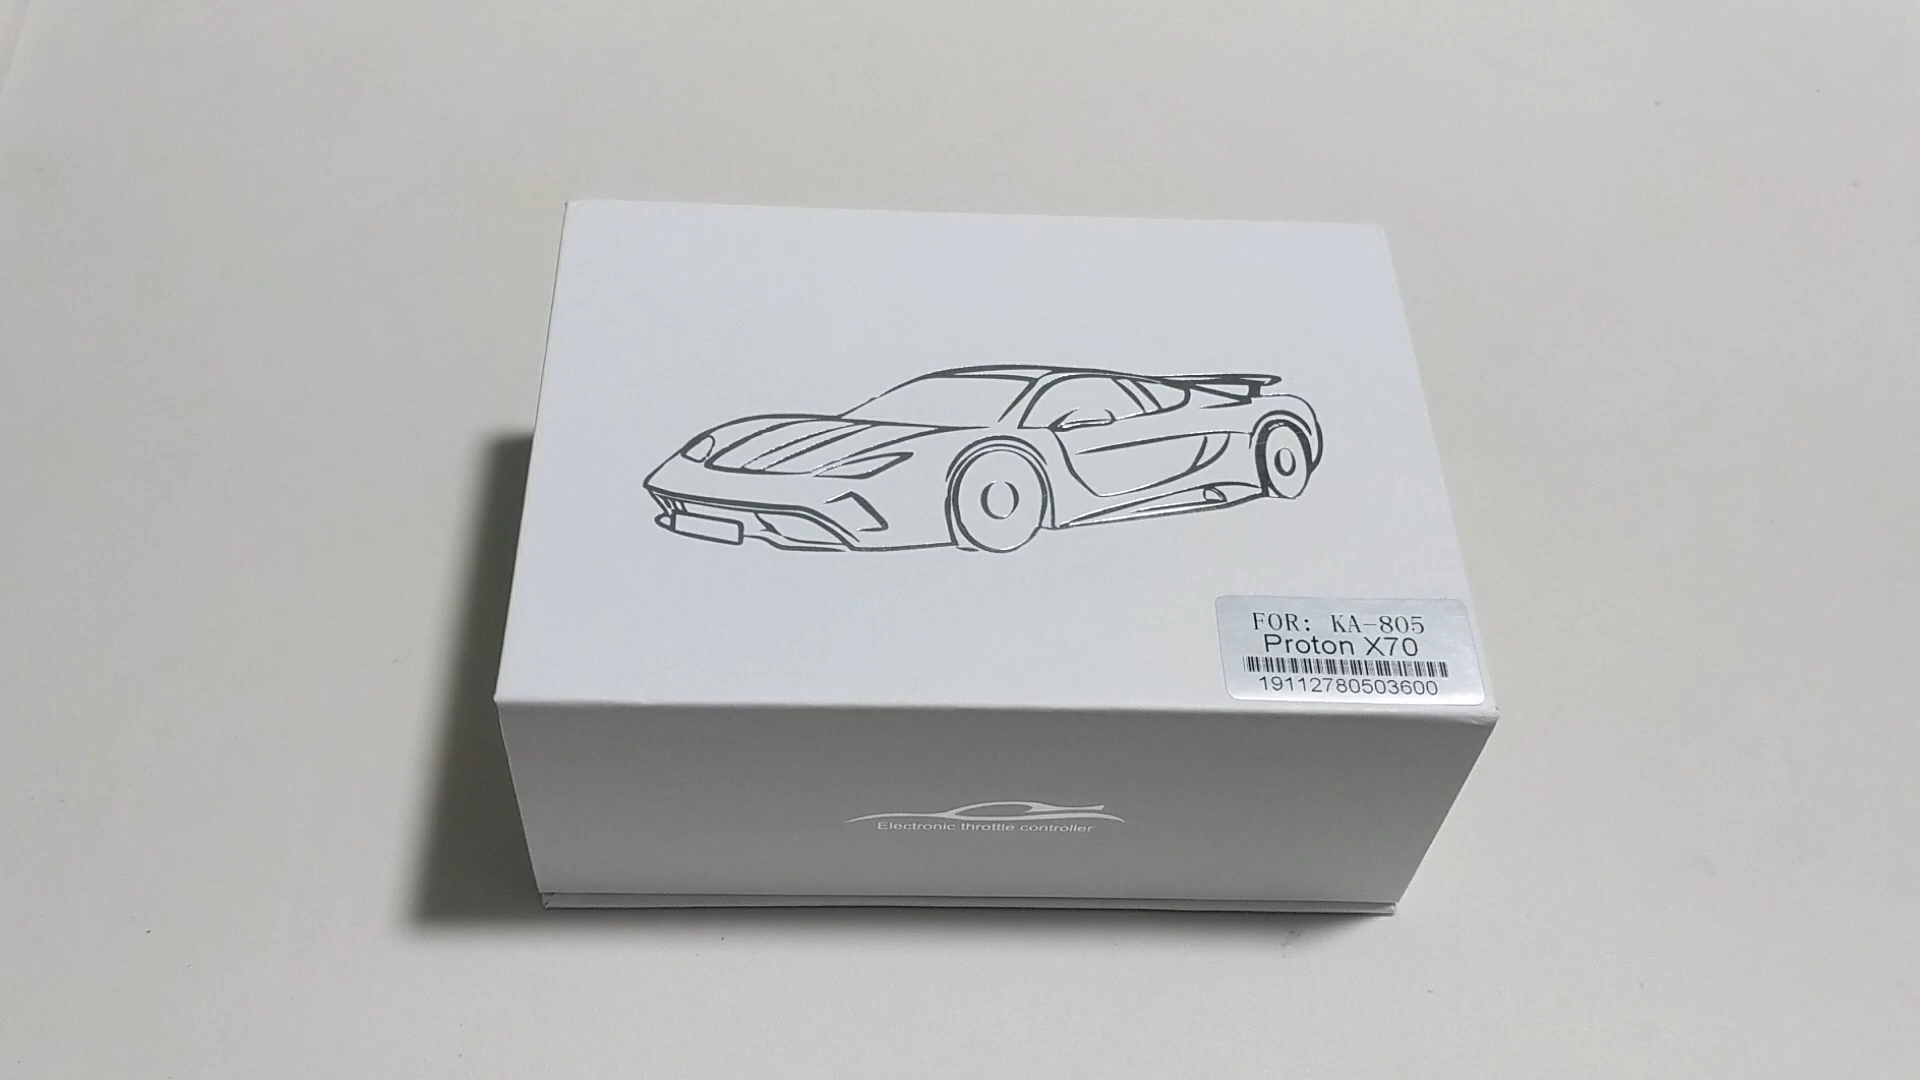 FOR: KA-805
Proton X70
19112780503600
Electronic throttle controller